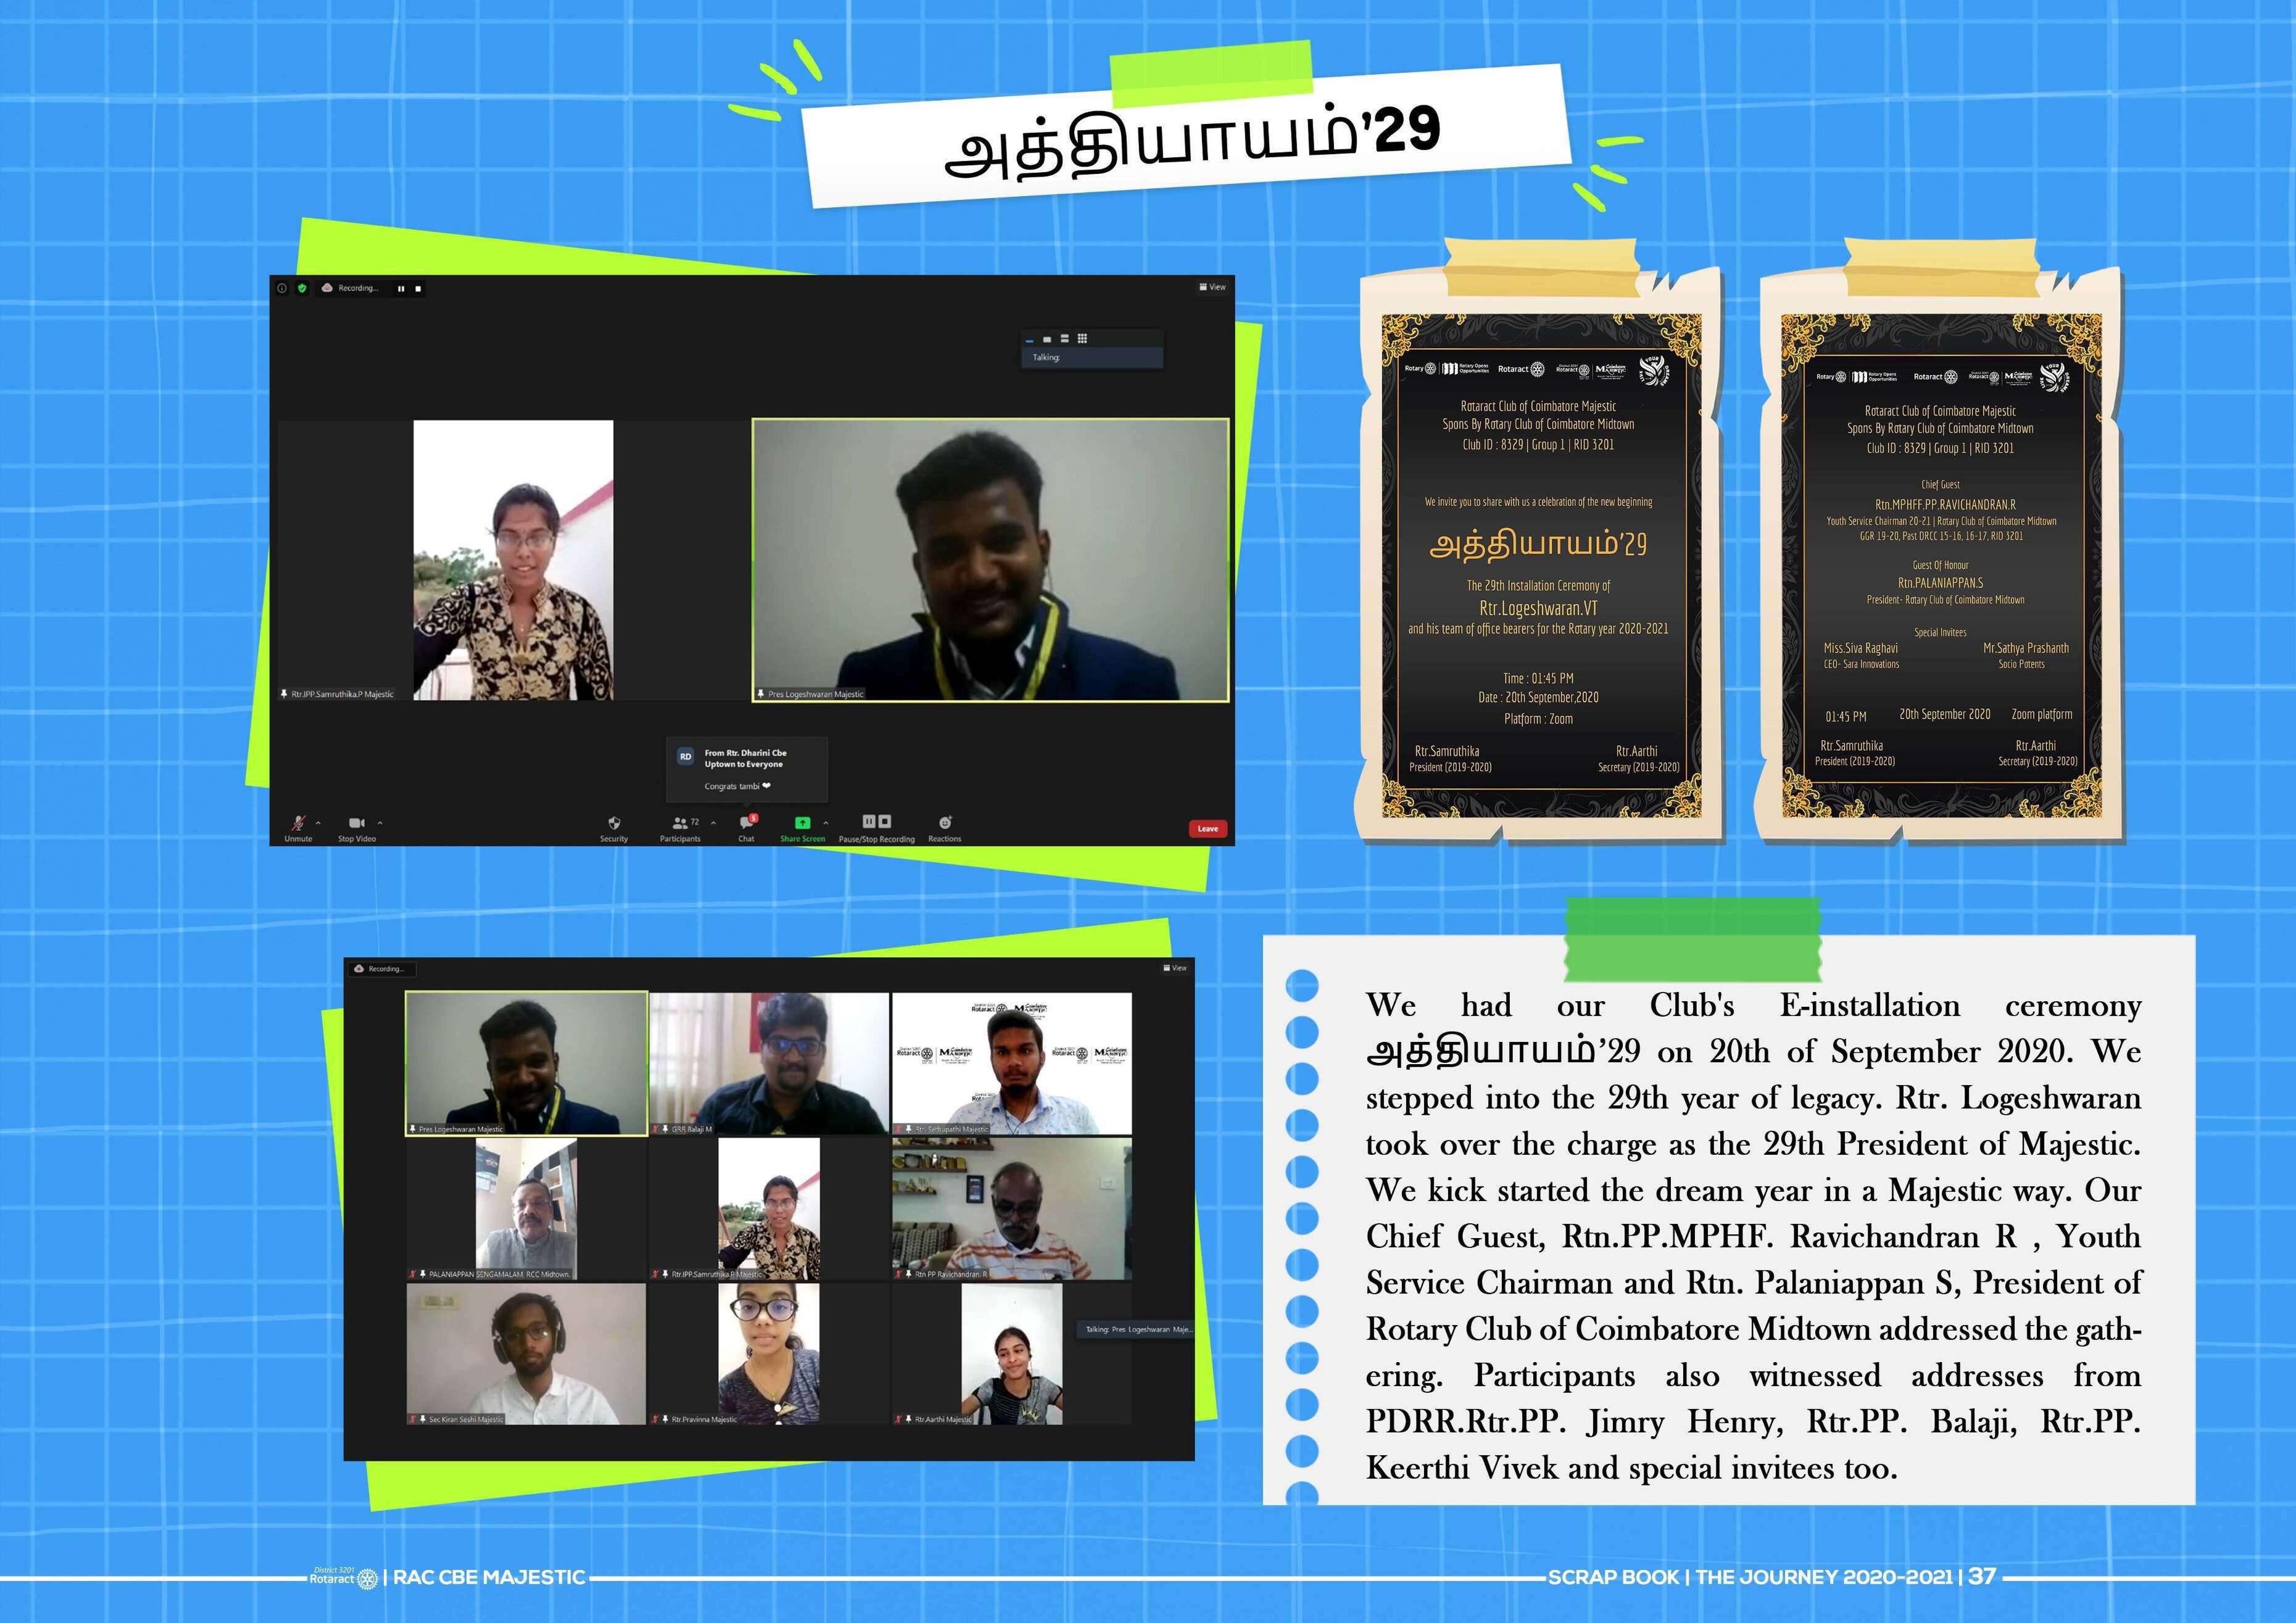 அத்தியாயம்'29
Recording...
View
Talking:
Rtr.IPP.Samruthika.P Majestic
Pres Logeshwaran Majestic
RD
From Rtr. Dharini Cbe
Uptown to Everyone
Congrats tambi ❤
Unmute
Stop Video
Security
72
Participants
Chat
Share Screen
Pause/Stop Recording
Reactions
Leave
Rotary
Rotary Opens
Opportunities
Rotaract
Rotaract Club of Coimbatore Majestic
Spons By Rotary Club of Coimbatore Midtown
Club ID : 8329 | Group 1 | RID 3201
We invite you to share with us a celebration of the new beginning
அத்தியாயம்'29
The 29th Installation Ceremony of
Rtr.Logeshwaran.VT
and his team of office bearers for the Rotary year 2020-2021
Time : 01:45 PM
Date : 20th September,2020
Platform : Zoom
Rtr.Samruthika
President (2019-2020)
Rtr.Aarthi
Secretary (2019-2020)
Rotary
Rotary Opens
Opportunities
Rotaract
Rotaract Club of Coimbatore Majestic
Spons By Rotary Club of Coimbatore Midtown
Club ID : 8329 | Group 1 | RID 3201
Chief Guest
Rtn.MPHFF.PP.RAVICHANDRAN.R
Youth Service Chairman 20-21 | Rotary Club of Coimbatore Midtown
GGR 19-20, Past DRCC 15-16, 16-17, RID 3201
Guest Of Honour
Rtn.PALANIAPPAN.S
President- Rotary Club of Coimbatore Midtown
Special Invitees
Miss.Siva Raghavi
CEO- Sara Innovations
Mr.Sathya Prashanth
Socio Potents
01:45 PM 20th September 2020 Zoom platform
Rtr.Samruthika
President (2019-2020)
Rtr.Aarthi
Secretary (2019-2020)
Recording...
View
Pres Logeshwaran Majestic
GRR Balaji M
Rtr. Sethupathi Majestic
PALANIAPPAN SENGAMALAM, RCC Midtown.
Rtr.IPP.Samruthika.P Majestic
Rtn PP Ravichandran. R
Sec Kiran Seshi Majestic
Rtr.Pravinna Majestic
Rtr.Aarthi Majestic
Talking: Pres Logeshwaran Maje...
We had our Club's E-installation ceremony
அத்தியாயம்'29 on 20th of September 2020. We
stepped into the 29th year of legacy. Rtr. Logeshwaran
took over the charge as the 29th President of Majestic.
We kick started the dream year in a Majestic way. Our
Chief Guest, Rtn.PP.MPHF. Ravichandran R , Youth
Service Chairman and Rtn. Palaniappan S, President of
Rotary Club of Coimbatore Midtown addressed the gath-
ering. Participants also witnessed addresses from
PDRR.Rtr.PP. Jimry Henry, Rtr.PP. Balaji, Rtr.PP.
Keerthi Vivek and special invitees too.
District 3201
Rotaract | RAC CBE MAJESTIC
SCRAP BOOK | THE JOURNEY 2020-2021 | 37